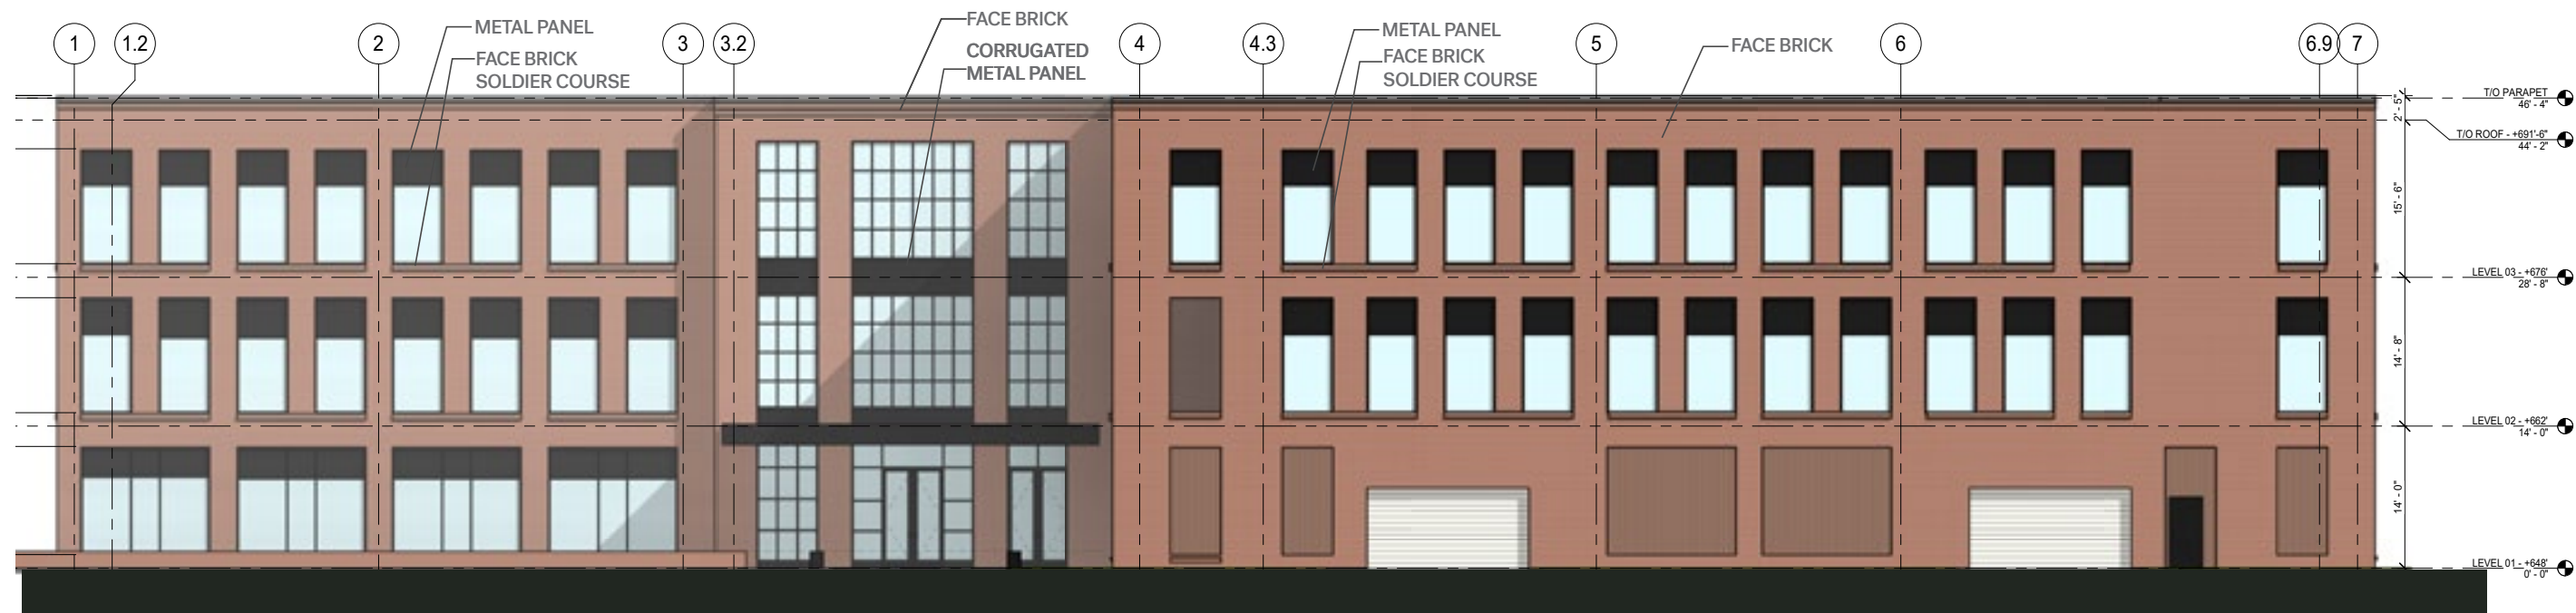 1
1.2
2
3
3.2
4
4.3
5
6
6.9
7
METAL PANEL
FACE BRICK
SOLDIER COURSE
FACE BRICK
CORRUGATED
METAL PANEL
METAL PANEL
FACE BRICK
SOLDIER COURSE
FACE BRICK
T/O PARAPET
46' - 4"
2' - 5"
T/O ROOF - +691'-6"
44' - 2"
15' - 6"
LEVEL 03 - +676'
28' - 8"
14' - 8"
LEVEL 02 - +662'
14' - 0"
14' - 0"
LEVEL 01 - +648'
0' - 0"